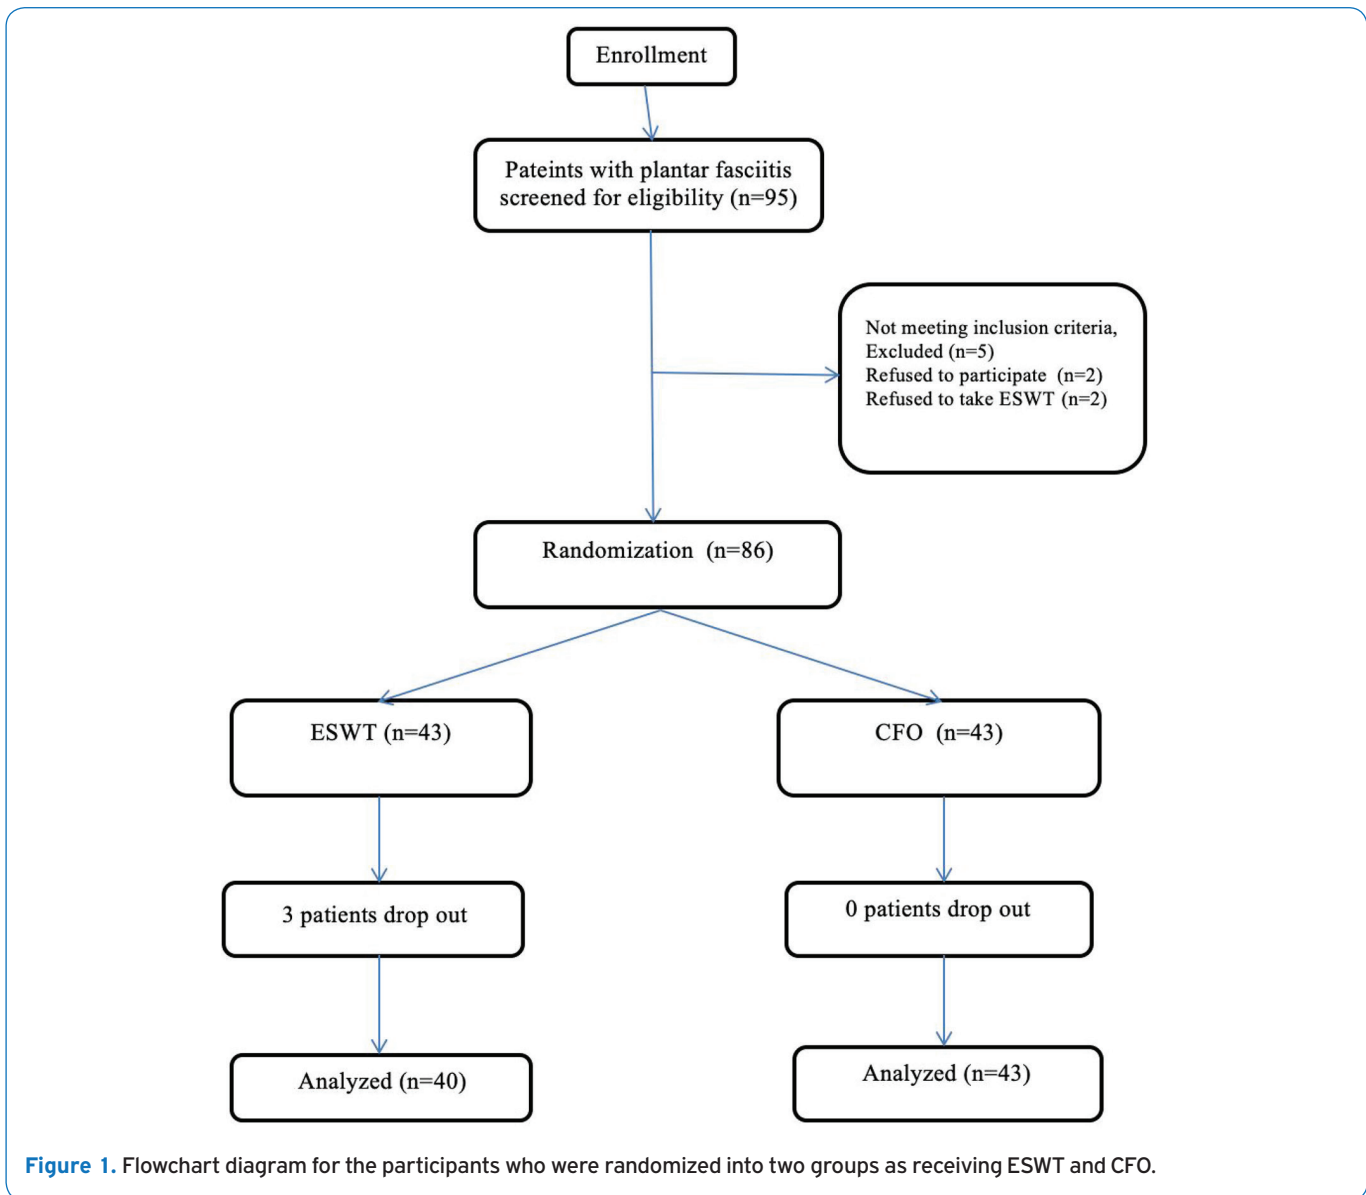 Enrollment
Pateints with plantar fasciitis
screened for eligibility (n=95)
Not meeting inclusion criteria,
Excluded (n=5)
Refused to participate (n=2)
Refused to take ESWT (n=2)
Randomization (n=86)
ESWT (n=43)
CFO (n=43)
3 patients drop out
0 patients drop out
Analyzed (n=40)
Analyzed (n=43)
Figure 1. Flowchart diagram for the participants who were randomized into two groups as receiving ESWT and CFO.